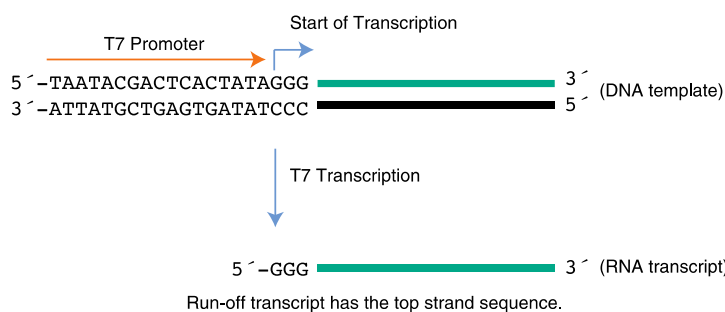 T7 Promoter
Start of Transcription
5´-TAATACGACTCACTATAGGG 3´
(DNA template)
3´-ATTATGCTGAGTGATATCCC 5´
T7 Transcription
5´-GGG 3´ (RNA transcript)
Run-off transcript has the top strand sequence.